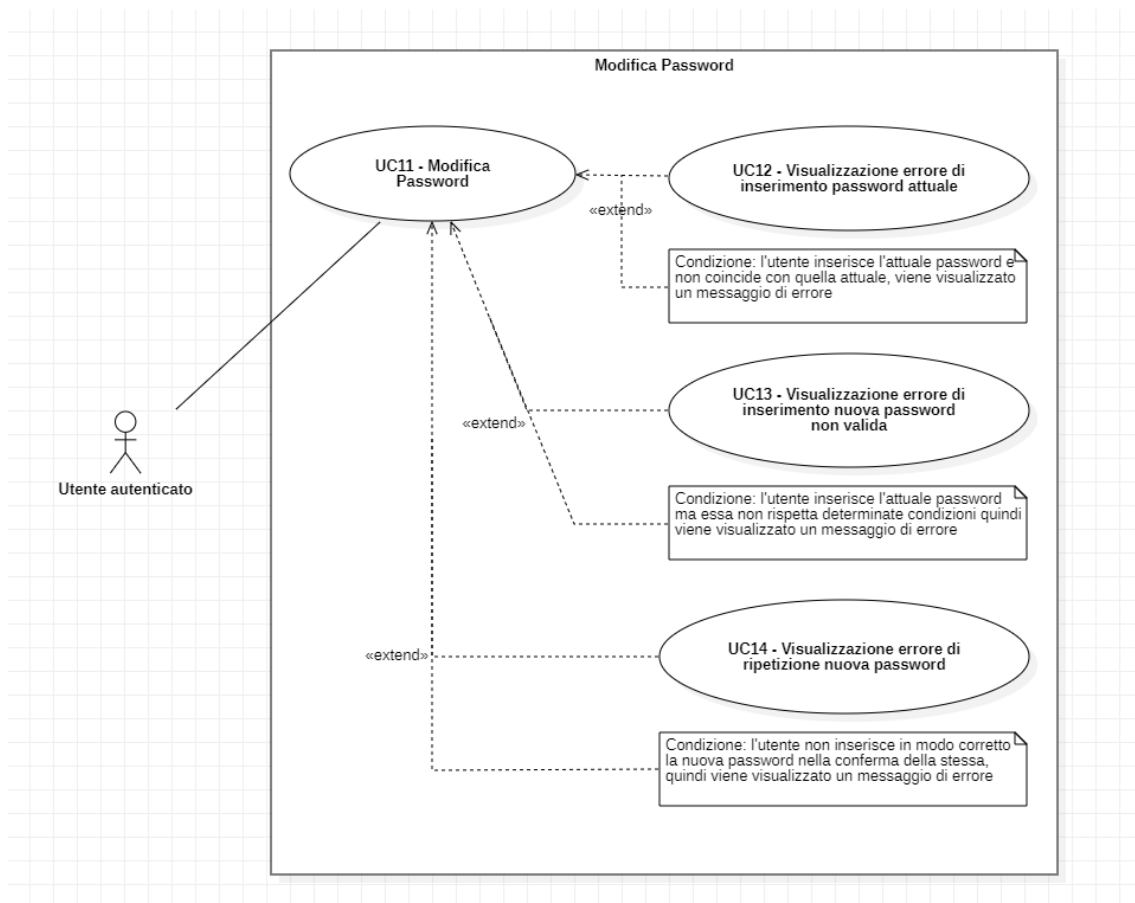 Modifica Password
UC11 - Modifica
Password
UC12 - Visualizzazione errore di
inserimento password attuale
«extend»
Condizione: l'utente inserisce l'attuale password e
non coincide con quella attuale, viene visualizzato
un messaggio di errore
UC13 - Visualizzazione errore di
inserimento nuova password
non valida
«extend»
Utente autenticato
Condizione: l'utente inserisce l'attuale password
ma essa non rispetta determinate condizioni quindi
viene visualizzato un messaggio di errore
UC14 - Visualizzazione errore di
ripetizione nuova password
«extend»
Condizione: l'utente non inserisce in modo corretto
la nuova password nella conferma della stessa,
quindi viene visualizzato un messaggio di errore